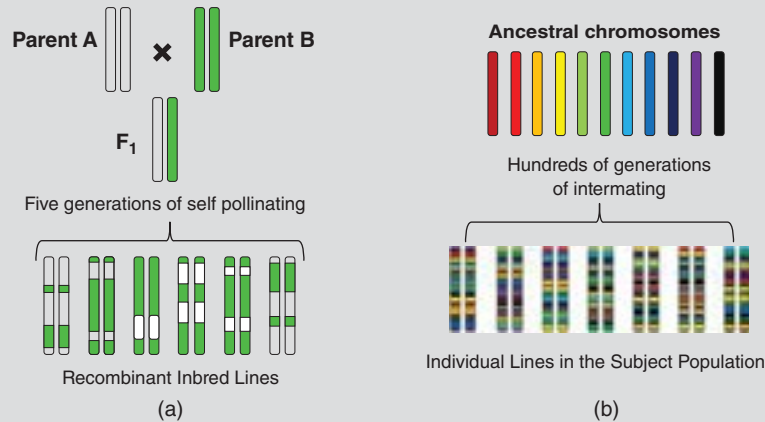 Parent A
Parent B
F1
Five generations of self pollinating
Recombinant Inbred Lines
(a)
Ancestral chromosomes
Hundreds of generations
of intermating
Individual Lines in the Subject Population
(b)